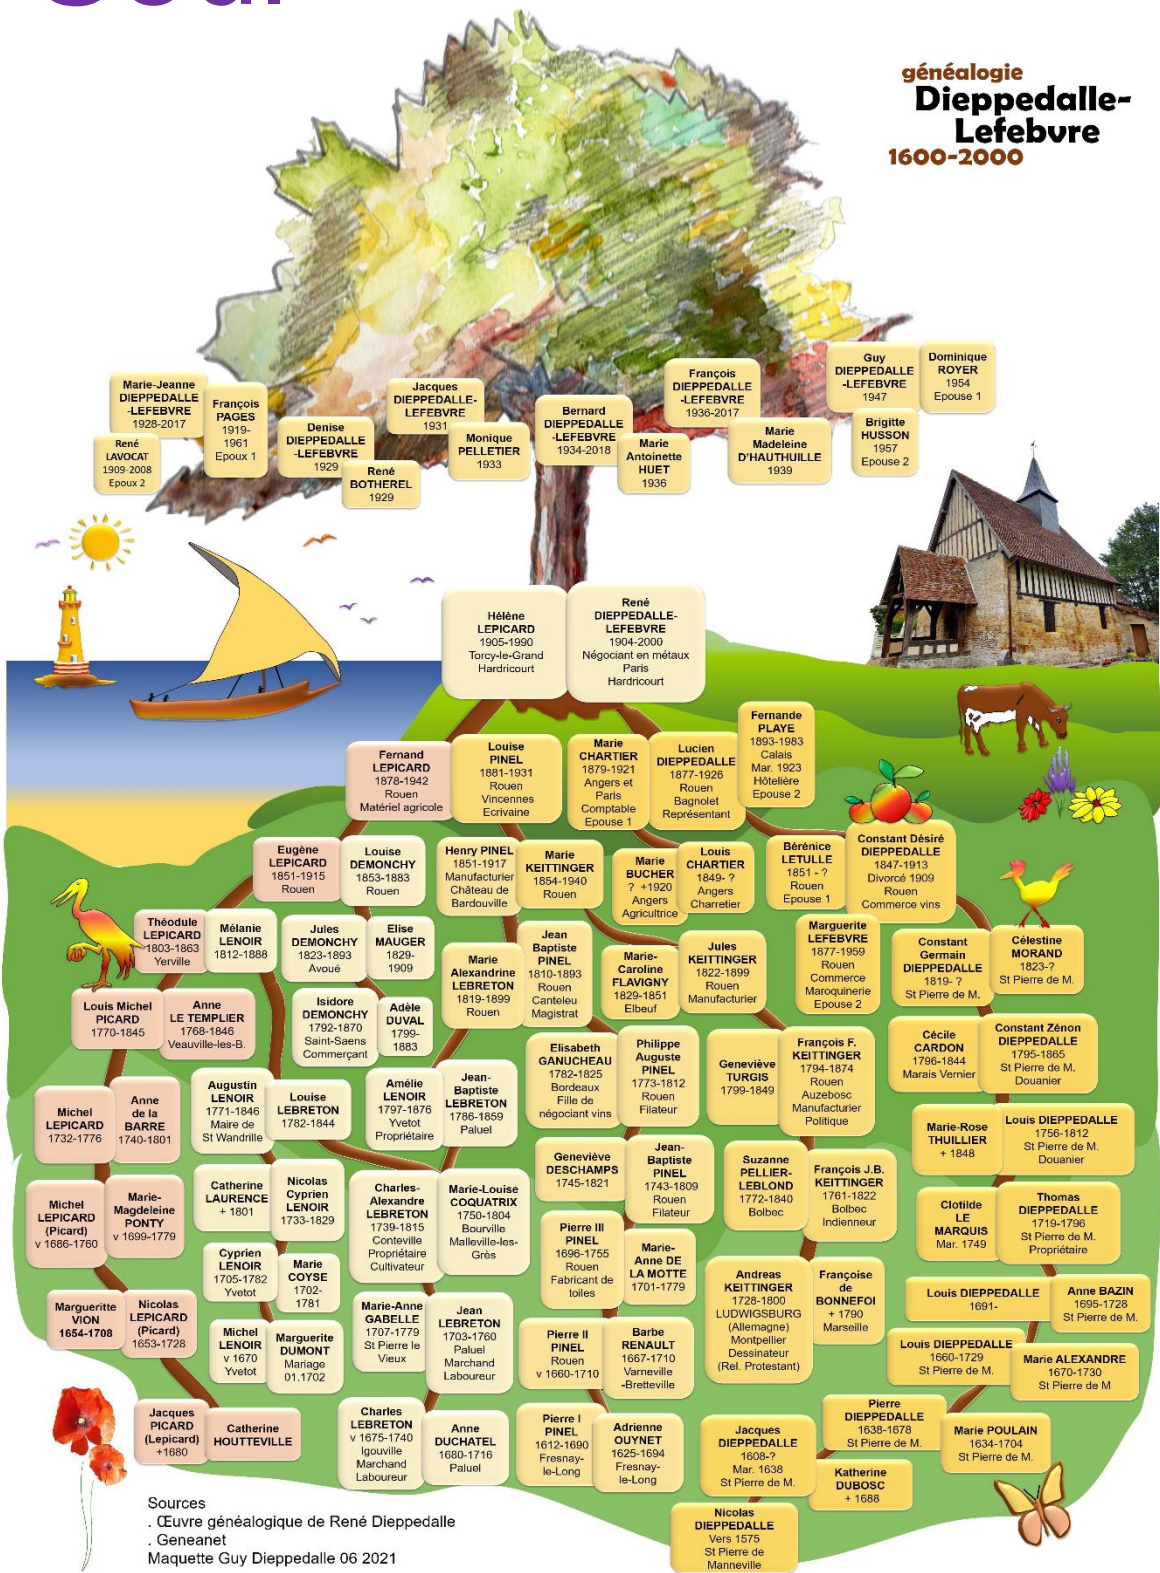 généalogie
Dieppedalle-
Lefebvre
1600-2000
Marie-Jeanne
DIEPPEDALLE
-LEFEBVRE
1928-2017
René
LAVOCAT
1909-2008
Epoux 2
François
PAGES
1919-
1961
Epoux 1
Denise
DIEPPEDALLE
-LEFEBVRE
1929
René
BOTHEREL
1929
Jacques
DIEPPEDALLE-
LEFEBVRE
1931
Monique
PELLETIER
1933
Bernard
DIEPPEDALLE
-LEFEBVRE
1934-2018
Marie
Antoinette
HUET
1936
François
DIEPPEDALLE
-LEFEBVRE
1936-2017
Marie
Madeleine
D'HAUTHUILLE
1939
Guy
DIEPPEDALLE
-LEFEBVRE
1947
Dominique
ROYER
1954
Epouse 1
Brigitte
HUSSON
1957
Epouse 2
Hélène
LEPICARD
1905-1990
Torcy-le-Grand
Hardricourt
René
DIEPPEDALLE-
LEFEBVRE
1904-2000
Négociant en métaux
Paris
Hardricourt
Fernand
LEPICARD
1878-1942
Rouen
Matériel agricole
Louise
PINEL
1881-1931
Rouen
Vincennes
Ecrivaine
Marie
CHARTIER
1879-1921
Angers et
Paris
Comptable
Epouse 1
Lucien
DIEPPEDALLE
1877-1926
Rouen
Bagnolet
Représentant
Fernande
PLAYE
1893-1983
Calais
Mar. 1923
Hôtelière
Epouse 2
Eugène
LEPICARD
1851-1915
Rouen
Louise
DEMONCHY
1853-1883
Rouen
Henry PINEL
1851-1917
Manufacturier
Château de
Bardouville
Marie
KEITTINGER
1854-1940
Rouen
Marie
BUCHER
? +1920
Angers
Agricultrice
Louis
CHARTIER
1849- ?
Angers
Charretier
Bérénice
LETULLE
1851 - ?
Rouen
Epouse 1
Constant Désiré
DIEPPEDALLE
1847-1913
Divorcé 1909
Rouen
Commerce vins
Théodule
LEPICARD
1803-1863
Yerville
Mélanie
LENOIR
1812-1888
Jules
DEMONCHY
1823-1893
Avoué
Elise
MAUGER
1829-
1909
Marie
Alexandrine
LEBRETON
1819-1899
Rouen
Jean
Baptiste
PINEL
1810-1893
Rouen
Canteleu
Magistrat
Marie-
Caroline
FLAVIGNY
1829-1851
Elbeuf
Jules
KEITTINGER
1822-1899
Rouen
Manufacturier
Marguerite
LEFEBVRE
1877-1959
Rouen
Commerce
Maroquinerie
Epouse 2
Constant
Germain
DIEPPEDALLE
1819- ?
St Pierre de M.
Célestine
MORAND
1823-?
St Pierre de M.
Louis Michel
PICARD
1770-1845
Anne
LE TEMPLIER
1768-1846
Veauville-les-B.
Isidore
DEMONCHY
1792-1870
Saint-Saens
Commerçant
Adèle
DUVAL
1799-
1883
Elisabeth
GANUCHEAU
1782-1825
Bordeaux
Fille de
négociant vins
Philippe
Auguste
PINEL
1773-1812
Rouen
Filateur
Geneviève
TURGIS
1799-1849
François F.
KEITTINGER
1794-1874
Rouen
Auzebosc
Manufacturier
Politique
Cécile
CARDON
1796-1844
Marais Vernier
Constant Zénon
DIEPPEDALLE
1795-1865
St Pierre de M.
Douanier
Michel
LEPICARD
1732-1776
Anne
de la
BARRE
1740-1801
Augustin
LENOIR
1771-1846
Maire de
St Wandrille
Louise
LEBRETON
1782-1844
Amélie
LENOIR
1797-1876
Yvetot
Propriétaire
Jean-
Baptiste
LEBRETON
1786-1859
Paluel
Geneviève
DESCHAMPS
1745-1821
Jean-
Baptiste
PINEL
1743-1809
Rouen
Filateur
Suzanne
PELLIER-
LEBLOND
1772-1840
Bolbec
François J.B.
KEITTINGER
1761-1822
Bolbec
Indienneur
Marie-Rose
THUILLIER
+ 1848
Louis DIEPPEDALLE
1756-1812
St Pierre de M.
Douanier
Michel
LEPICARD
(Picard)
v 1686-1760
Marie-
Magdeleine
PONTY
v 1699-1779
Catherine
LAURENCE
+ 1801
Nicolas
Cyprien
LENOIR
1733-1829
Charles-
Alexandre
LEBRETON
1739-1815
Conteville
Propriétaire
Cultivateur
Marie-Louise
COQUATRIX
1750-1804
Bourville
Malleville-les-
Grès
Pierre III
PINEL
1696-1755
Rouen
Fabricant de
toiles
Marie-
Anne DE
LA MOTTE
1701-1779
Clotilde
LE
MARQUIS
Mar. 1749
Thomas
DIEPPEDALLE
1719-1796
St Pierre de M.
Propriétaire
Cyprien
LENOIR
1705-1782
Yvetot
Marie
COYSE
1702-
1781
Andreas
KEITTINGER
1728-1800
LUDWIGSBURG
(Allemagne)
Montpellier
Dessinateur
(Rel. Protestant)
Françoise
de
BONNEFOI
+ 1790
Marseille
Louis DIEPPEDALLE
1691-
Anne BAZIN
1695-1728
St Pierre de M.
Margueritte
VION
1654-1708
Nicolas
LEPICARD
(Picard)
1653-1728
Michel
LENOIR
v 1670
Yvetot
Marguerite
DUMONT
Mariage
01.1702
Marie-Anne
GABELLE
1707-1779
St Pierre le
Vieux
Jean
LEBRETON
1703-1760
Paluel
Marchand
Laboureur
Pierre II
PINEL
Rouen
v 1660-1710
Barbe
RENAULT
1667-1710
Varneville
-Bretteville
Louis DIEPPEDALLE
1660-1729
St Pierre de M.
Marie ALEXANDRE
1670-1730
St Pierre de M
Jacques
PICARD
(Lepicard)
+1680
Catherine
HOUTTEVILLE
Charles
LEBRETON
v 1675-1740
Igouville
Marchand
Laboureur
Anne
DUCHATEL
1680-1716
Paluel
Pierre I
PINEL
1612-1690
Fresnay-
le-Long
Adrienne
OUYNET
1625-1694
Fresnay-
le-Long
Jacques
DIEPPEDALLE
1608-?
Mar. 1638
St Pierre de M.
Pierre
DIEPPEDALLE
1638-1678
St Pierre de M.
Marie POULAIN
1634-1704
St Pierre de M.
Katherine
DUBOSC
+ 1688
Nicolas
DIEPPEDALLE
Vers 1575
St Pierre de
Manneville
Sources
. Œuvre généalogique de René Dieppedalle
. Geneanet
Maquette Guy Dieppedalle 06 2021